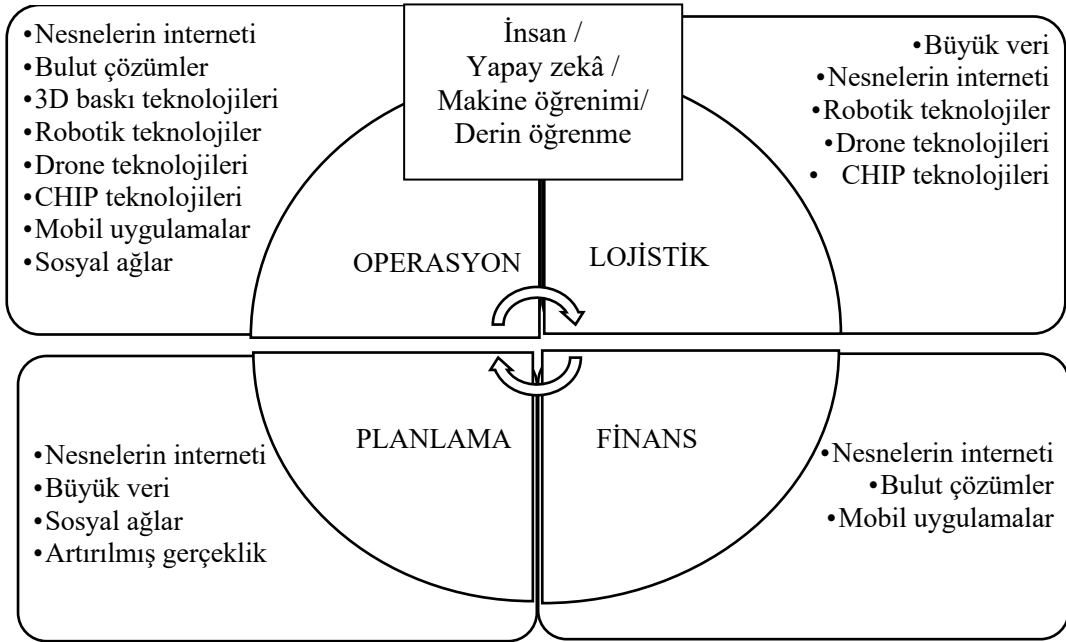 •Nesnelerin interneti
•Bulut çözümler
•3D baskı teknolojileri
•Robotik teknolojiler
•Drone teknolojileri
•CHIP teknolojileri
•Mobil uygulamalar
•Sosyal ağlar
İnsan /
Yapay zekâ /
Makine öğrenimi/
Derin öğrenme
•Büyük veri
•Nesnelerin interneti
•Robotik teknolojiler
•Drone teknolojileri
• CHIP teknolojileri
OPERASYON
LOJİSTİK
PLANLAMA
FİNANS
•Nesnelerin interneti
•Büyük veri
•Sosyal ağlar
•Artırılmış gerçeklik
•Nesnelerin interneti
•Bulut çözümler
•Mobil uygulamalar